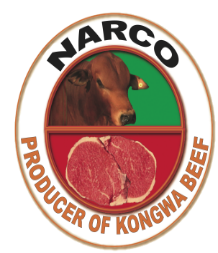 NARCO
PRODUCER OF KONGWA BEEF